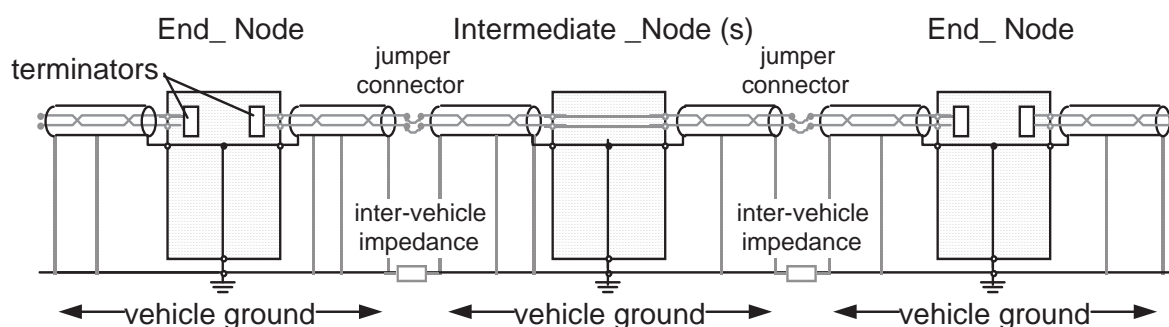 End_ Node
Intermediate _Node (s)
End_ Node
terminators
jumper
connector
jumper
connector
inter-vehicle
impedance
inter-vehicle
impedance
vehicle ground
vehicle ground
vehicle ground